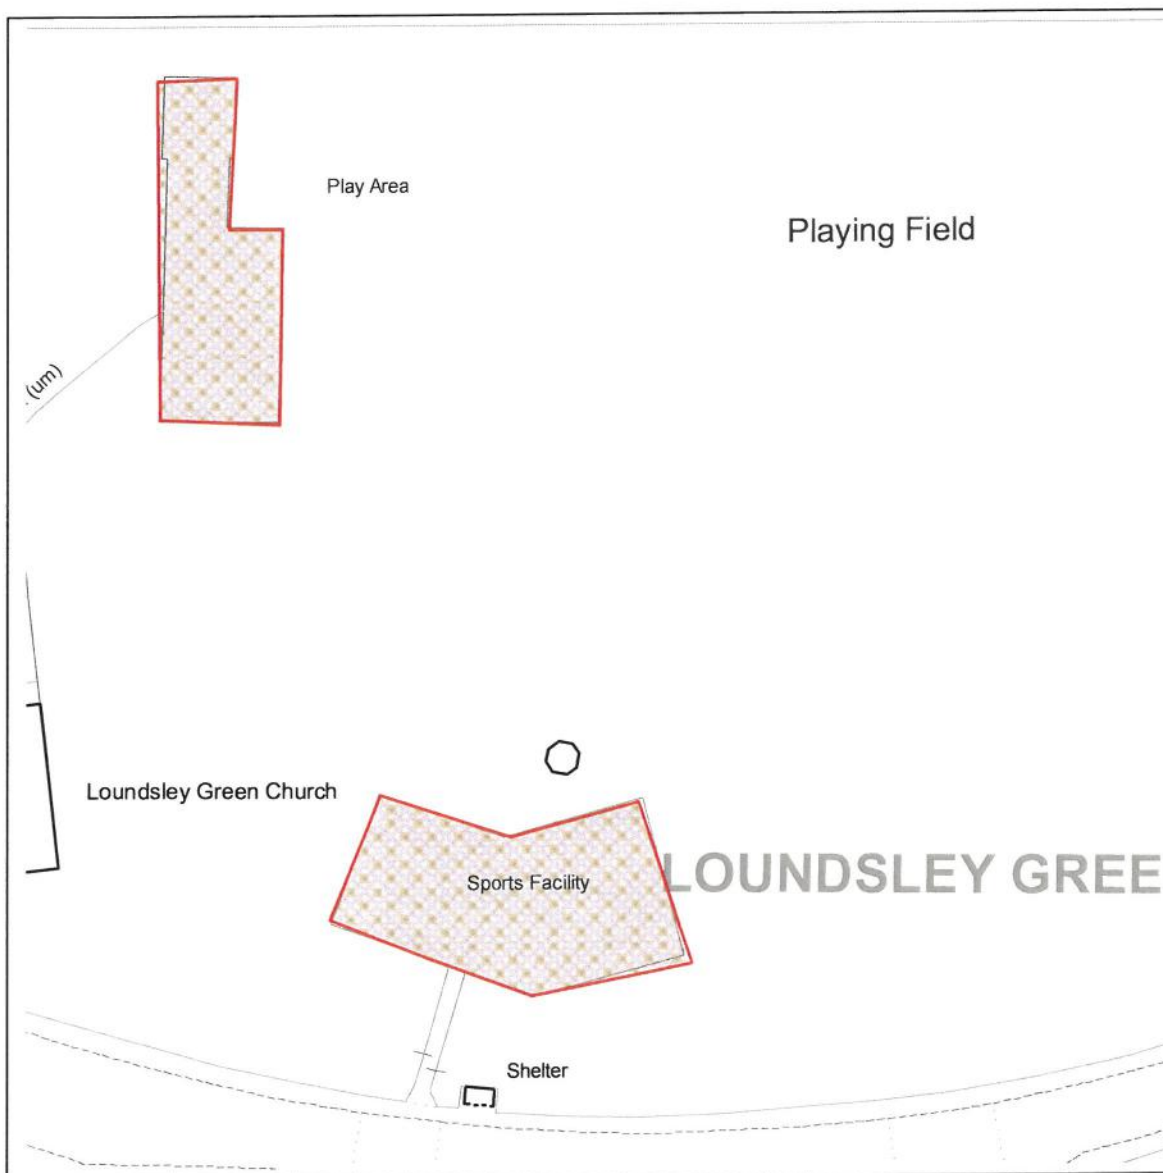 Play Area
Playing Field
(um)
Loundsley Green Church
Sports Facility
LOUNDSLEY GREE
Shelter